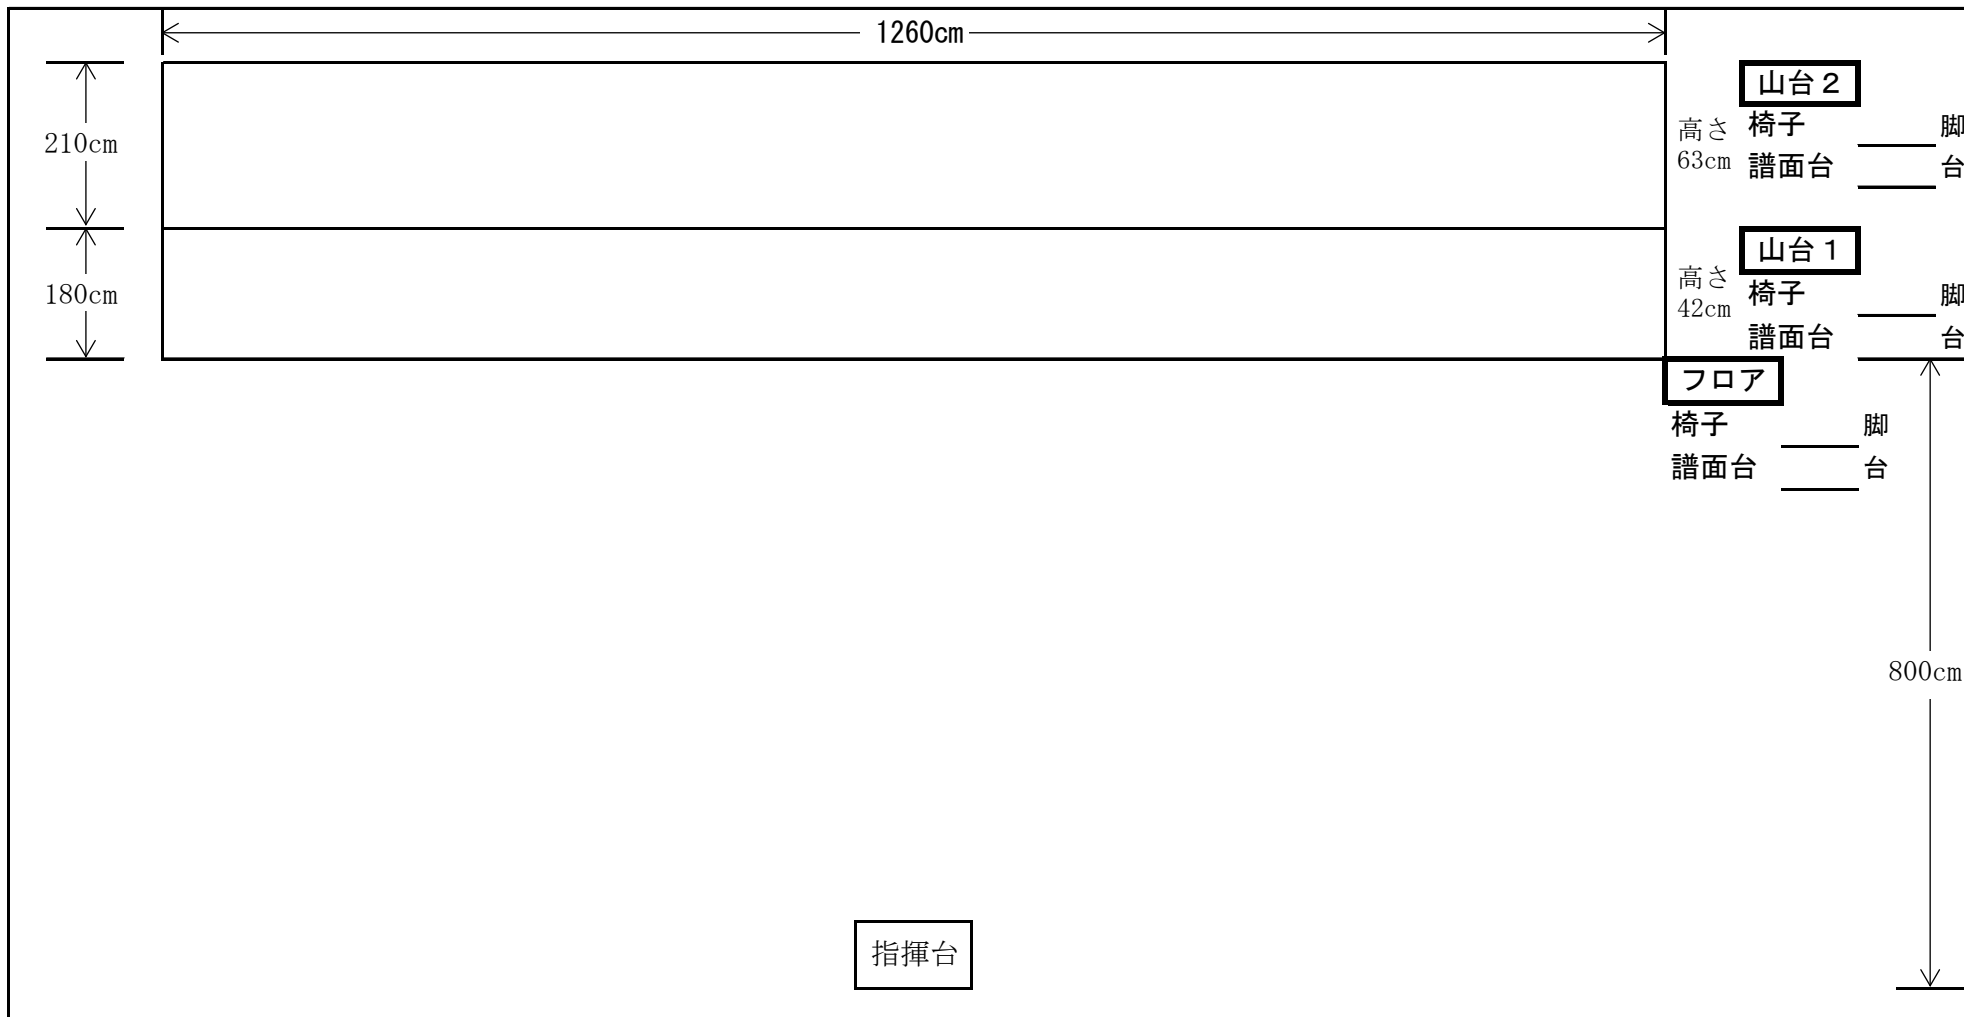 1260cm
山台２
高さ 椅子 脚
210cm
63cm 譜面台 台
山台１
高さ 椅子 脚
180cm
42cm 譜面台 台
フロア
椅子 脚
譜面台 台
800cm
指揮台